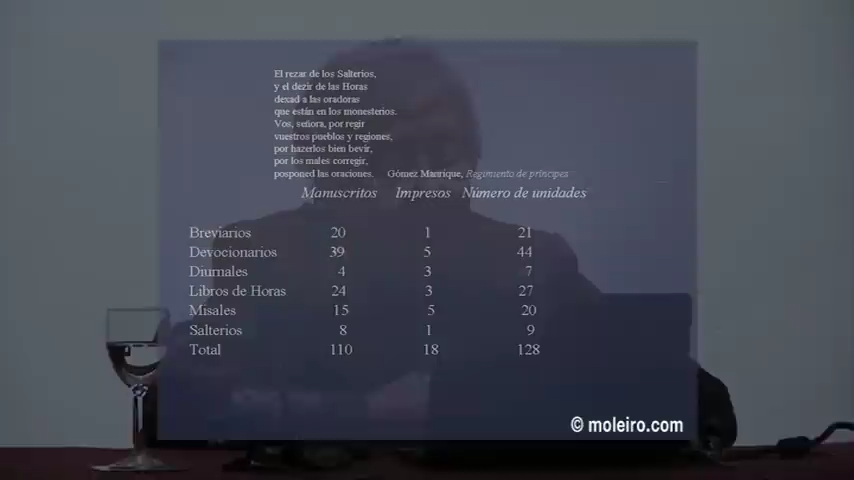 El rezar de los Salterios,
y el dezir de las Horas
dexad a las oradoras
que están en los monesterios.
Vos, señora, por regir
vuestros pueblos y regiones,
por hazerlos bien bevir,
por los males corregir,
posponed las oraciones. Gómez Manrique, Regimiento de príncipes
Manuscritos Impresos Número de unidades
Breviarios 20 1 21
Devocionarios 39 5 44
Diurnales 4 3 7
Libros de Horas 24 3 27
Misales 15 5 20
Salterios 8 1 9
Total 110 18 128
© moleiro.com